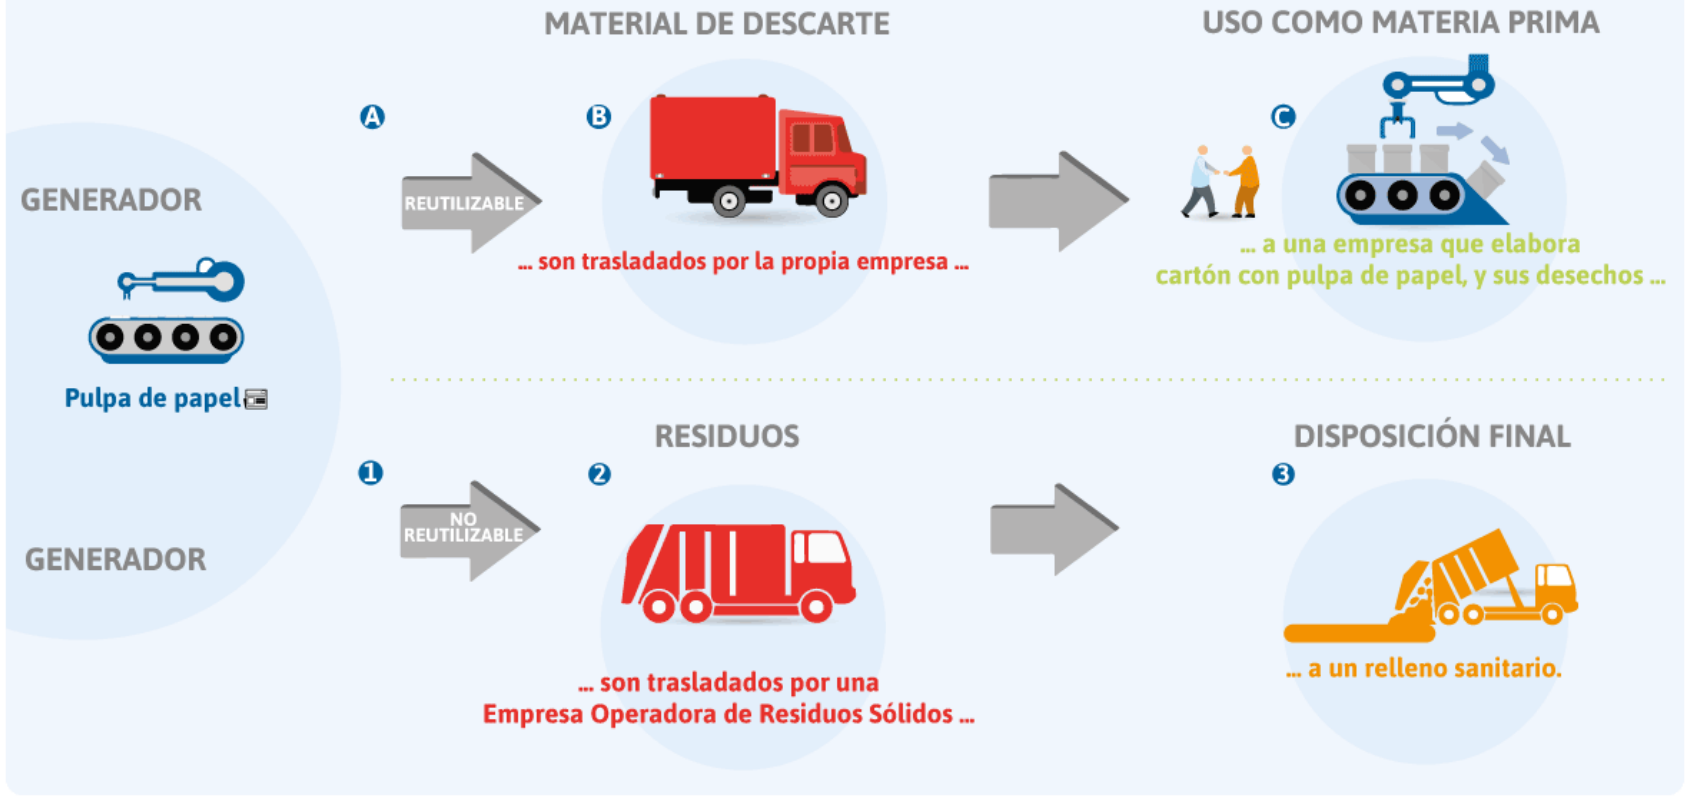 MATERIAL DE DESCARTE
USO COMO MATERIA PRIMA
A
B
C
GENERADOR
REUTILIZABLE
... son trasladados por la propia empresa ...
... a una empresa que elabora
cartón con pulpa de papel, y sus desechos ...
Pulpa de papel
RESIDUOS
DISPOSICIÓN FINAL
1
2
3
NO
REUTILIZABLE
GENERADOR
... son trasladados por una
Empresa Operadora de Residuos Sólidos ...
... a un relleno sanitario.